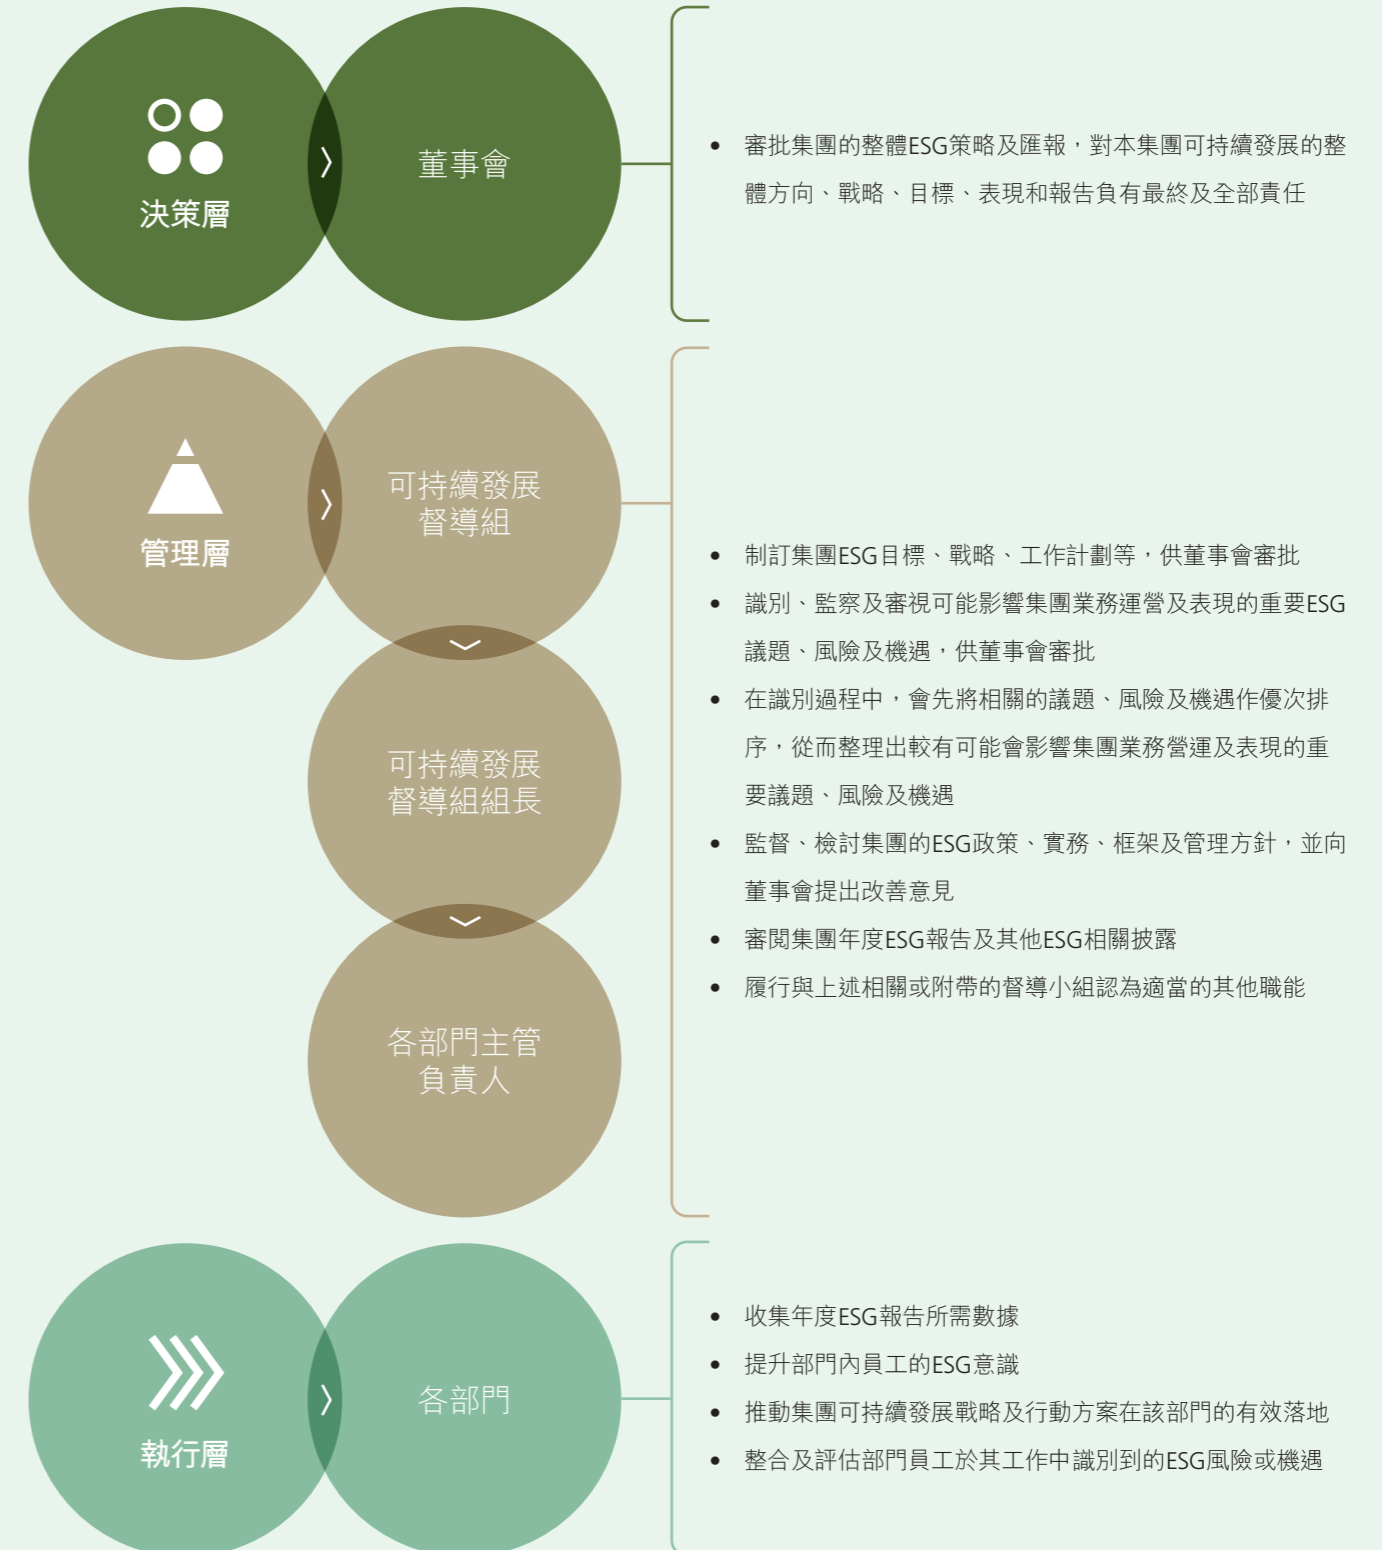 決策層
董事會
審批集團的整體ESG策略及匯報，對本集團可持續發展的整
體方向、戰略、目標、表現和報告負有最終及全部責任
管理層
可持續發展
督導組
可持續發展
督導組組長
各部門主管
負責人
制訂集團ESG目標、戰略、工作計劃等，供董事會審批
識別、監察及審視可能影響集團業務運營及表現的重要ESG
議題、風險及機遇，供董事會審批
在識別過程中，會先將相關的議題、風險及機遇作優次排
序，從而整理出較有可能會影響集團業務營運及表現的重
要議題、風險及機遇
監督、檢討集團的ESG政策、實務、框架及管理方針，並向
董事會提出改善意見
審閱集團年度ESG報告及其他ESG相關披露
履行與上述相關或附帶的督導小組認為適當的其他職能
執行層
各部門
收集年度ESG報告所需數據
提升部門內員工的ESG意識
推動集團可持續發展戰略及行動方案在該部門的有效落地
整合及評估部門員工於其工作中識別到的ESG風險或機遇